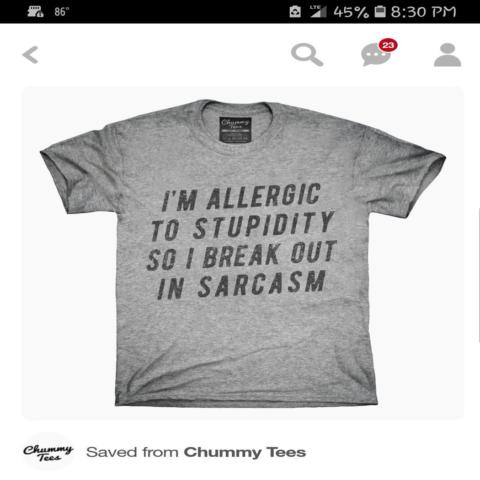 86°
LTE 45% 8:30 PM
23
Chummy
Tees
I'M ALLERGIC
TO STUPIDITY
SO I BREAK OUT
IN SARCASM
Chummy
Tees
Saved from Chummy Tees